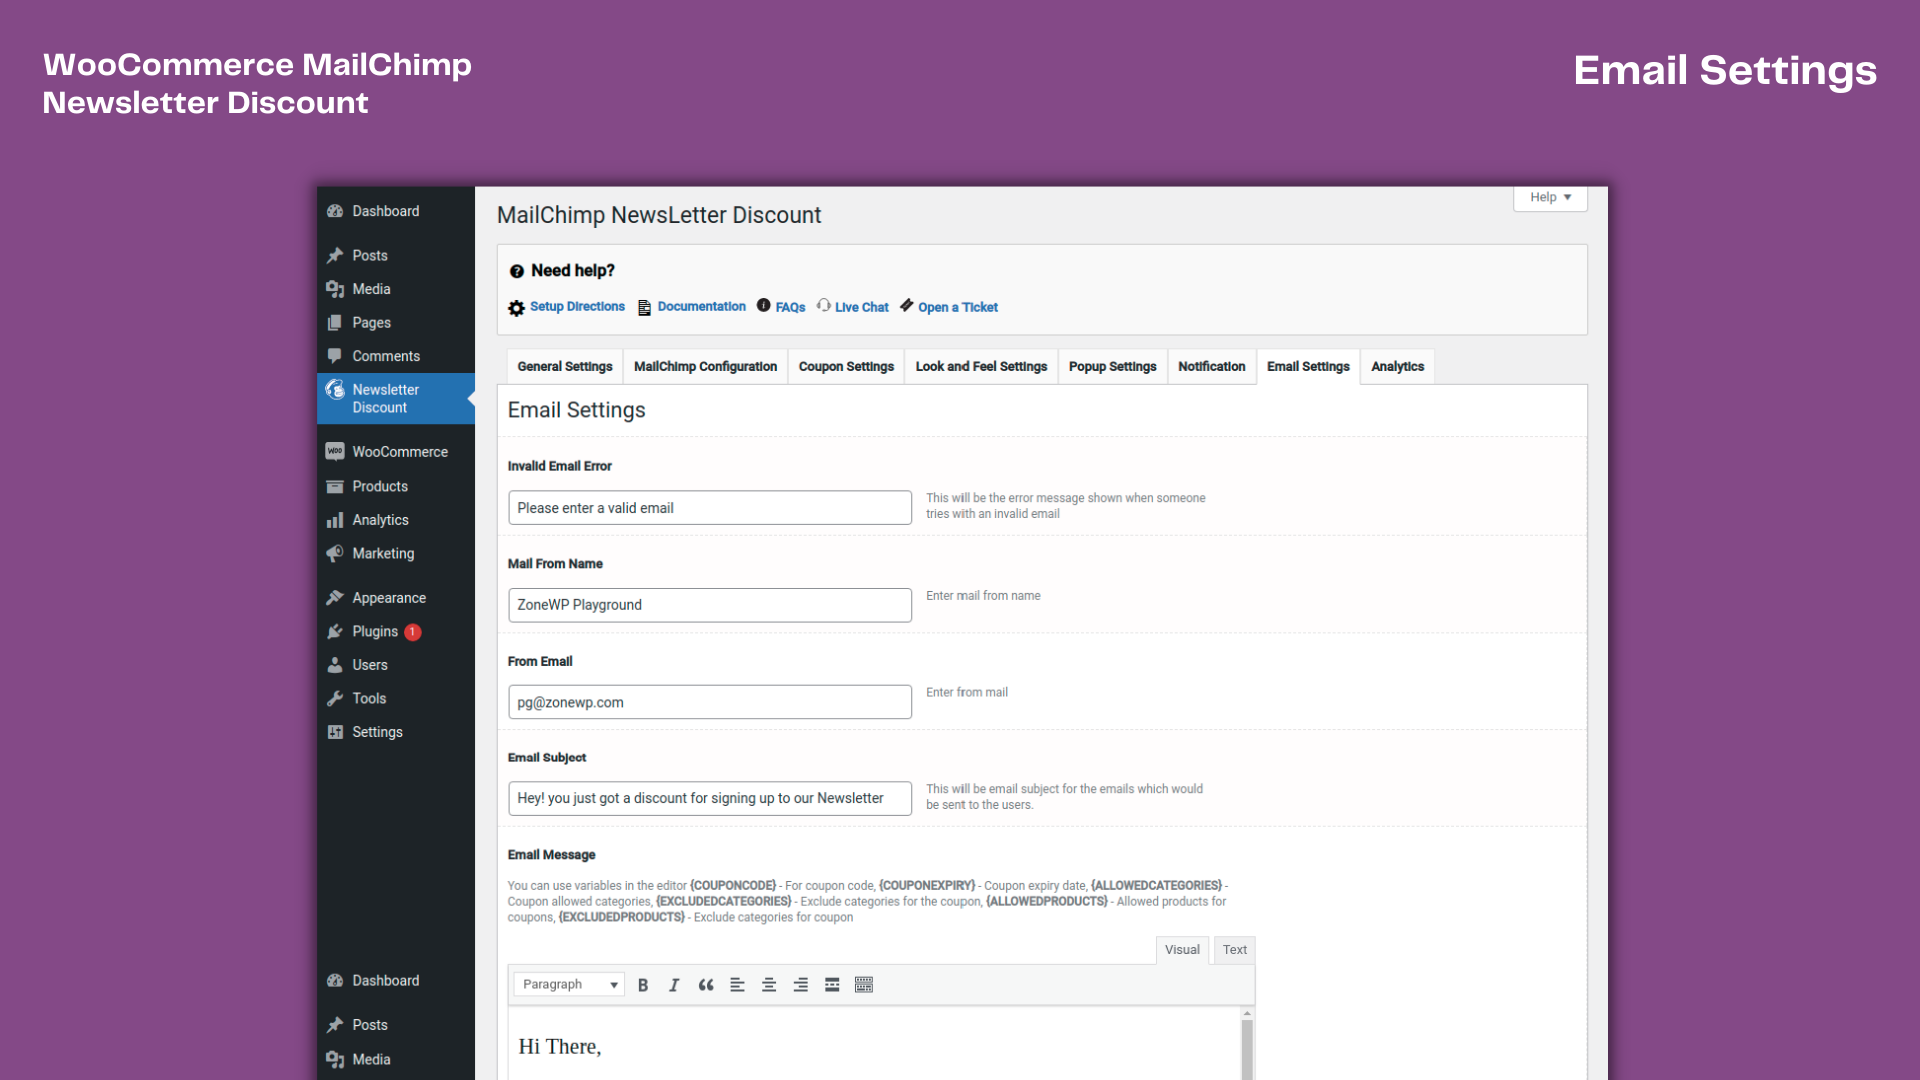 WooCommerce MailChimp
Newsletter Discount
Email Settings
Dashboard
Posts
Media
Pages
Comments
Newsletter
Discount
WooCommerce
Products
Analytics
Marketing
Appearance
Plugins 1
Users
Tools
Settings
Dashboard
Posts
Media
Help
MailChimp NewsLetter Discount
Need help?
Setup Directions Documentation FAQs Live Chat Open a Ticket
General Settings MailChimp Configuration Coupon Settings Look and Feel Settings Popup Settings Notification Email Settings Analytics
Email Settings
Invalid Email Error
Please enter a valid email
This will be the error message shown when someone
tries with an invalid email
Mail From Name
ZoneWP Playground
Enter mail from name
From Email
pg@zonewp.com
Enter from mail
Email Subject
Hey! you just got a discount for signing up to our Newsletter
This will be email subject for the emails which would
be sent to the users.
Email Message
You can use variables in the editor {COUPONCODE} - For coupon code, {COUPONEXPIRY} - Coupon expiry date, {ALLOWEDCATEGORIES} -
Coupon allowed categories, {EXCLUDEDCATEGORIES} - Exclude categories for the coupon, {ALLOWEDPRODUCTS} - Allowed products for
coupons, {EXCLUDEDPRODUCTS} - Exclude categories for coupon
Visual Text
Paragraph B I
Hi There,